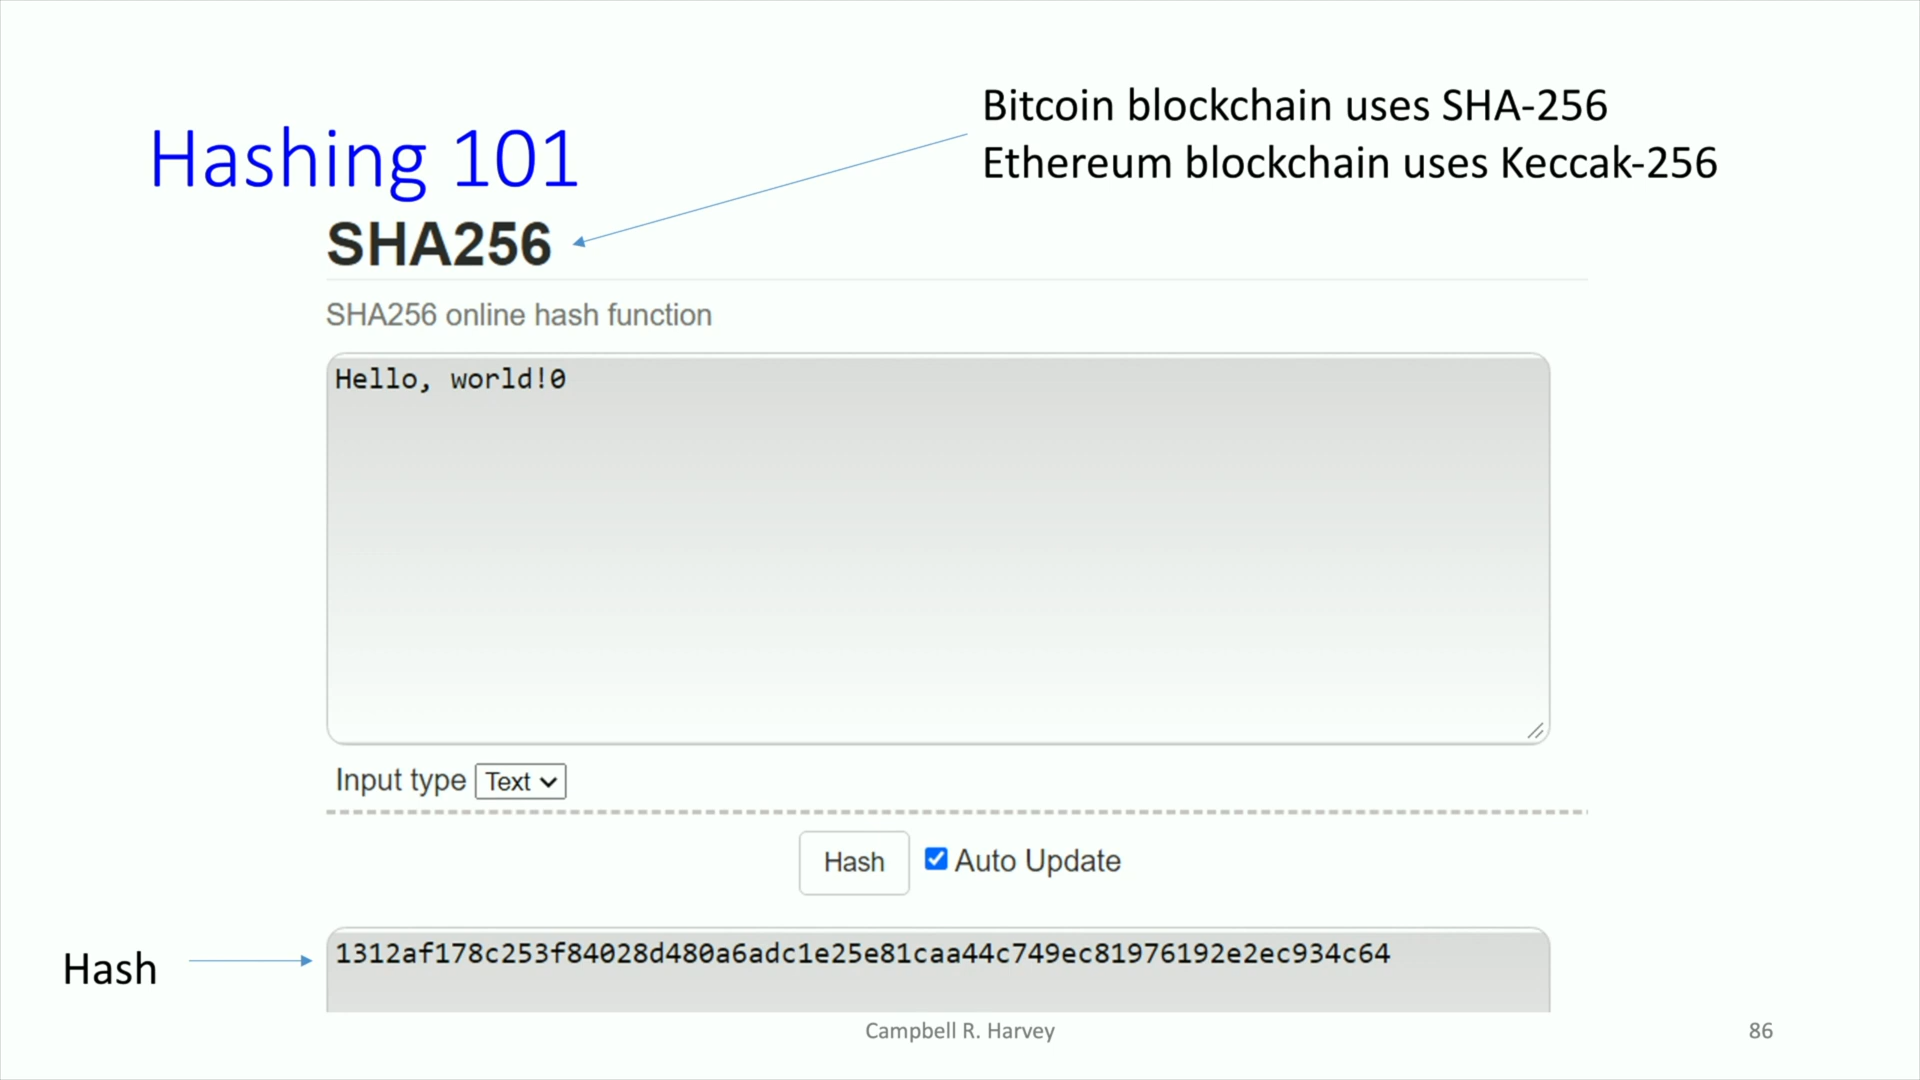 Bitcoin blockchain uses SHA-256
Ethereum blockchain uses Keccak-256
Hashing 101
SHA256
SHA256 online hash function
Hello, world!0
Input type Text
Hash Auto Update
Hash
1312af178c253f84028d480a6adc1e25e81caa44c749ec81976192e2ec934c64
Campbell R. Harvey
86